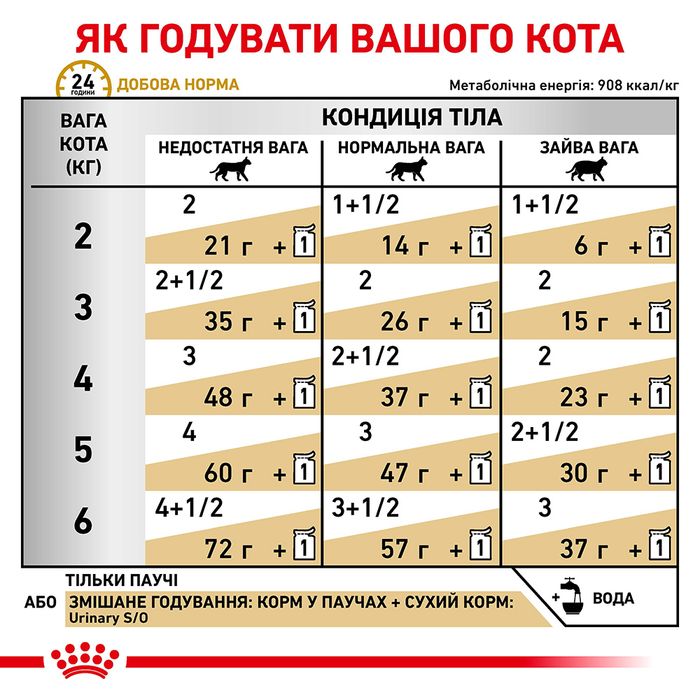 ЯК ГОДУВАТИ ВАШОГО КОТА
24 ГОДИНИ ДОБОВА НОРМА
Метаболічна енергія: 908 ккал/кг
ВАГА КОТА (КГ)
КОНДИЦІЯ ТІЛА
НЕДОСТАТНЯ ВАГА НОРМАЛЬНА ВАГА ЗАЙВА ВАГА
2 1+1/2 1+1/2
2 21 г + 1 14 г + 1 6 г + 1
2+1/2 2 2
3 35 г + 1 26 г + 1 15 г + 1
3 2+1/2 2
4 48 г + 1 37 г + 1 23 г + 1
4 3 2+1/2
5 60 г + 1 47 г + 1 30 г + 1
4+1/2 3+1/2 3
6 72 г + 1 57 г + 1 37 г + 1
ТІЛЬКИ ПАУЧІ
АБО ЗМІШАНЕ ГОДУВАННЯ: КОРМ У ПАУЧАХ + СУХИЙ КОРМ:
Urinary S/O
+ ВОДА